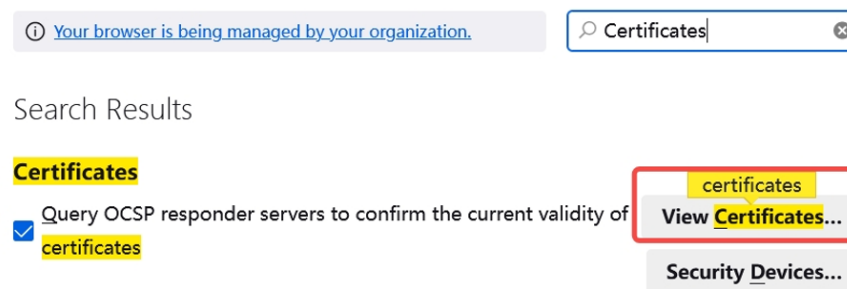 Your browser is being managed by your organization.
Certificates
Search Results
Certificates
certificates
Query OCSP responder servers to confirm the current validity of
certificates
View Certificates...
Security Devices...